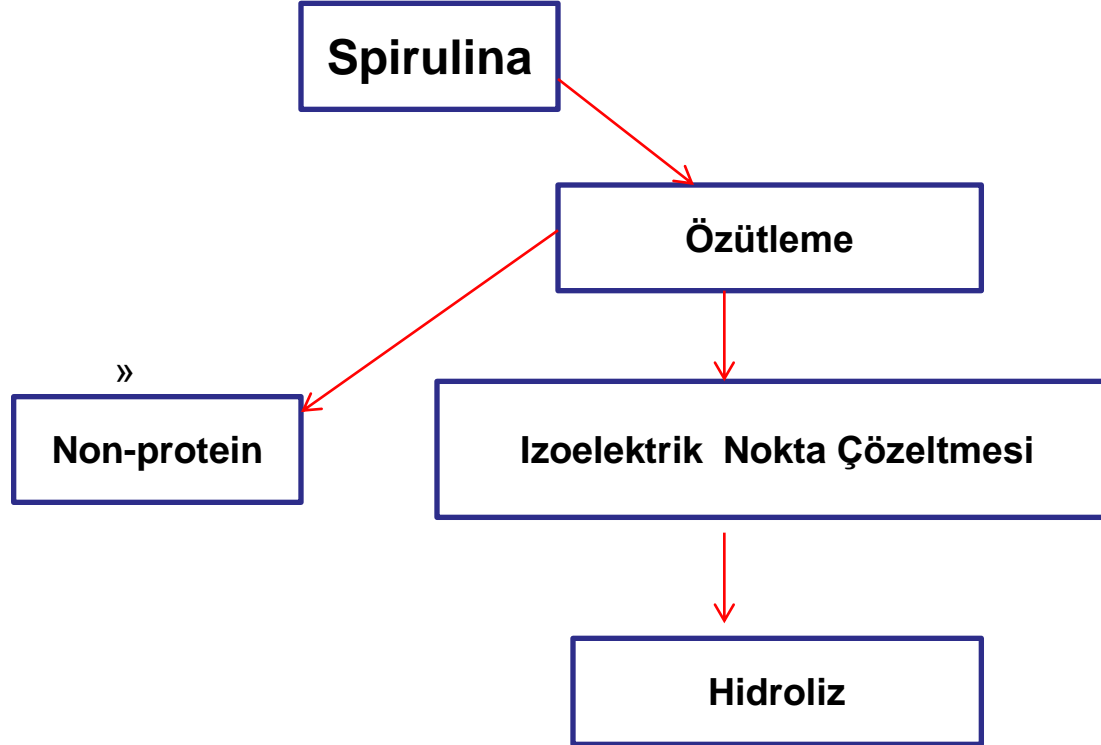 Spirulina
Özütleme
»
Non-protein
Izoelektrik Nokta Çözeltmesi
Hidroliz